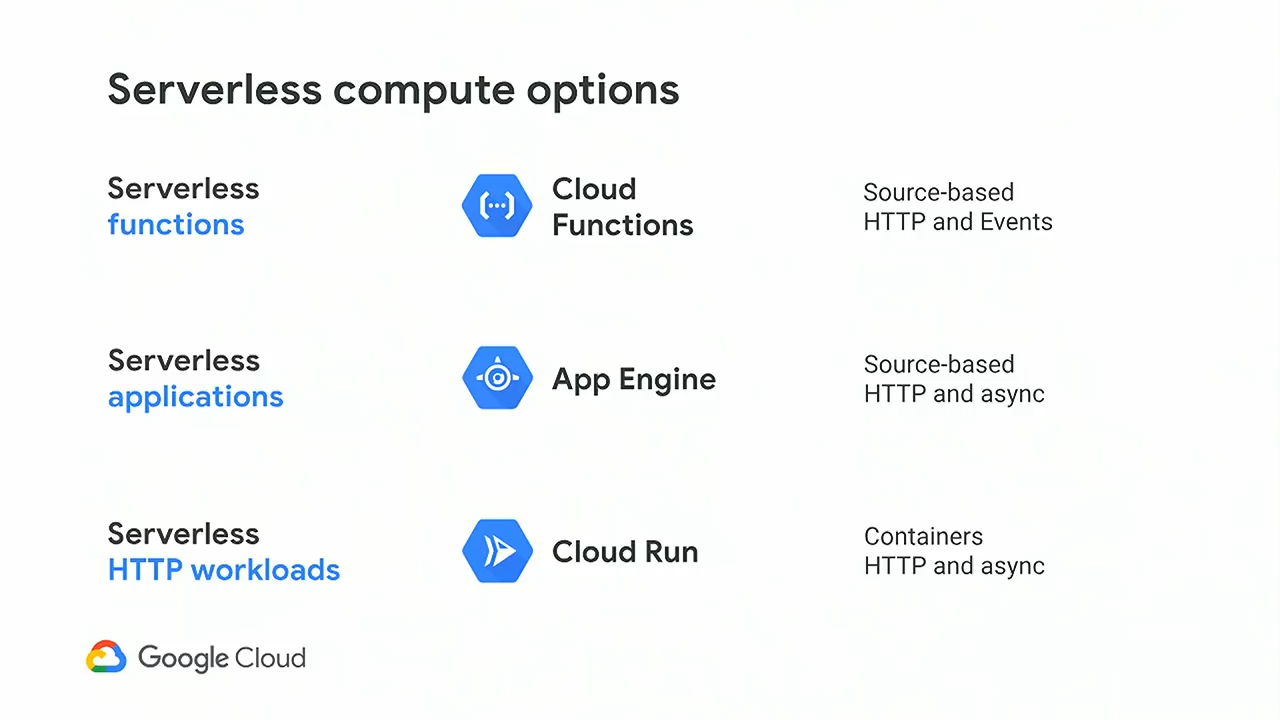 Serverless compute options
Serverless
functions
Cloud
Functions
Source-based
HTTP and Events
Serverless
applications
App Engine
Source-based
HTTP and async
Serverless
HTTP workloads
Cloud Run
Containers
HTTP and async
Google Cloud